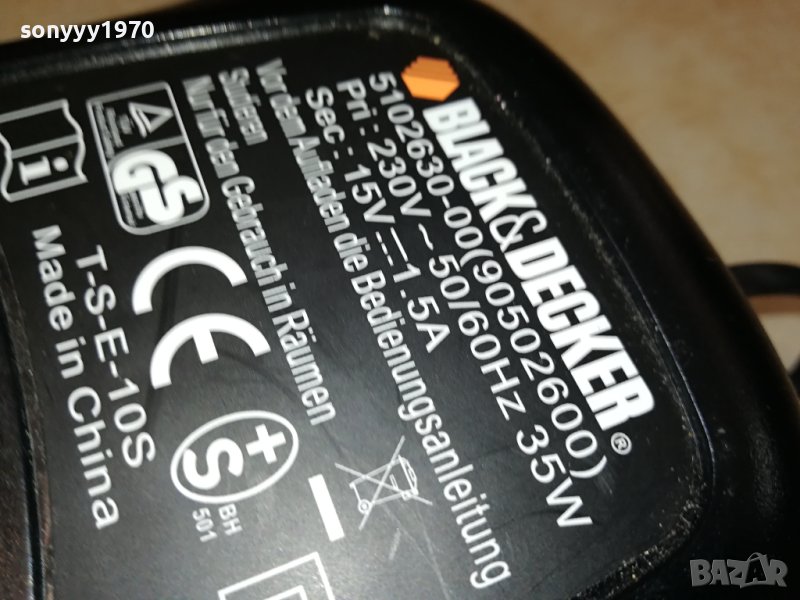 sonyyy1970
BLACK&DECKER®
5102630-00(90502600)
Pri : 230V ~ 50/60Hz 35W
Sec : 15V ⎓ 1.5A
Vor dem Aufladen die Bedienungsanleitung
Studieren
Nur für den Gebrauch in Räumen
i
GS
CE
+S
BH
501
T-S-E-10S
Made in China
BAZAR